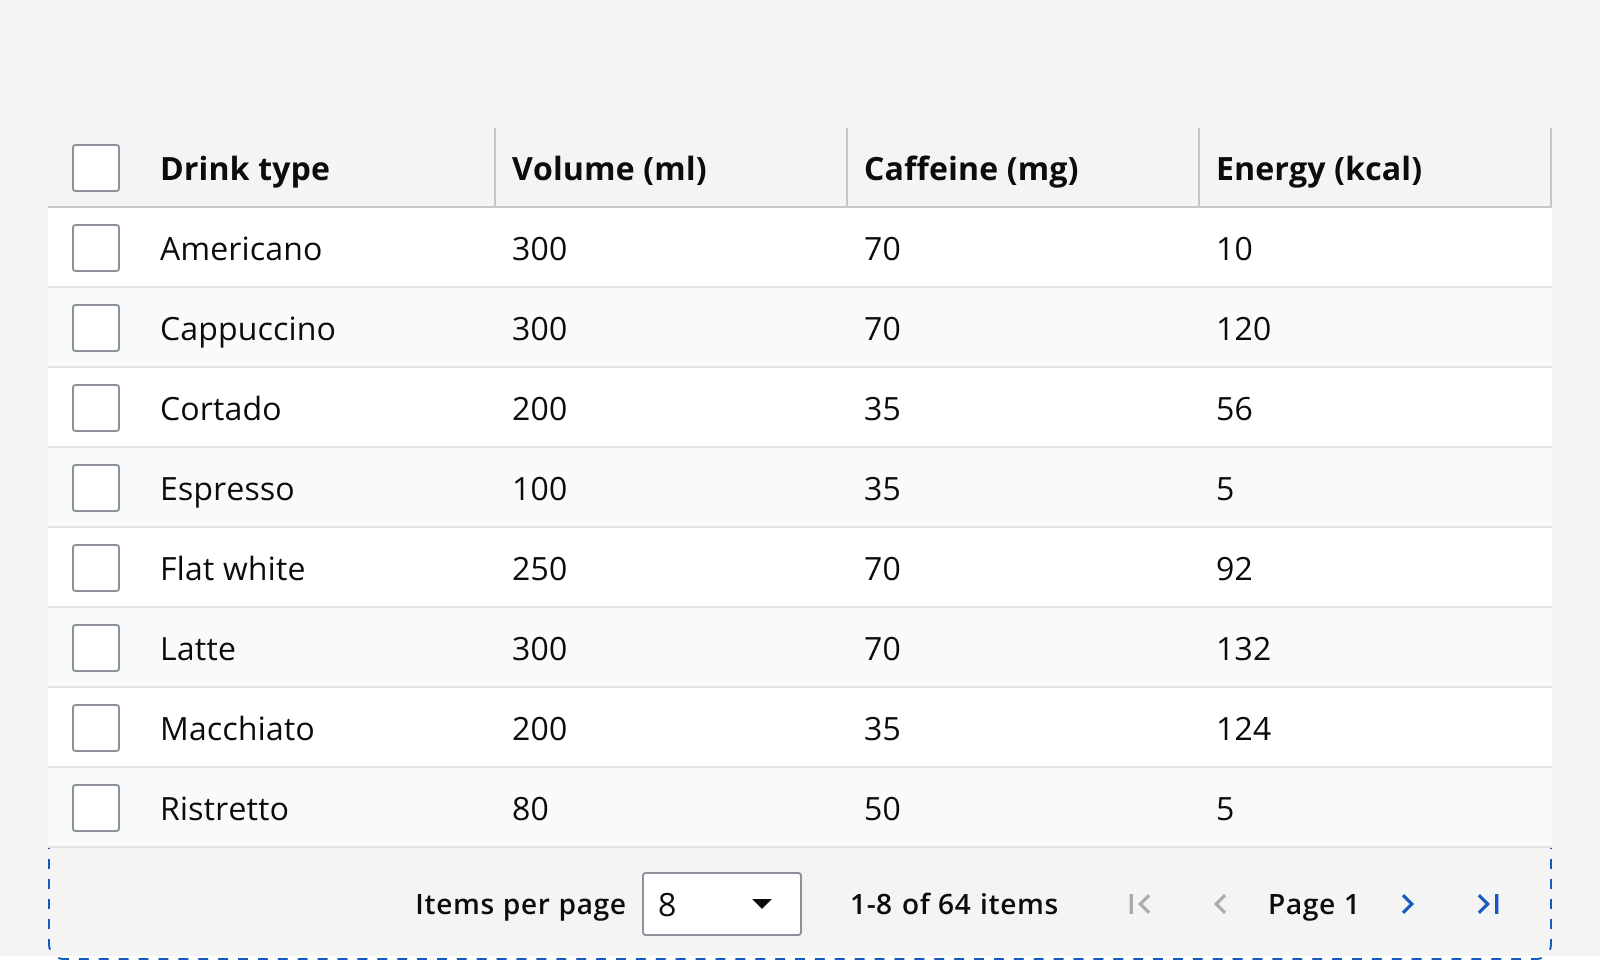 Drink type Volume (ml) Caffeine (mg) Energy (kcal)
Americano 300 70 10
Cappuccino 300 70 120
Cortado 200 35 56
Espresso 100 35 5
Flat white 250 70 92
Latte 300 70 132
Macchiato 200 35 124
Ristretto 80 50 5
Items per page 8 1-8 of 64 items Page 1